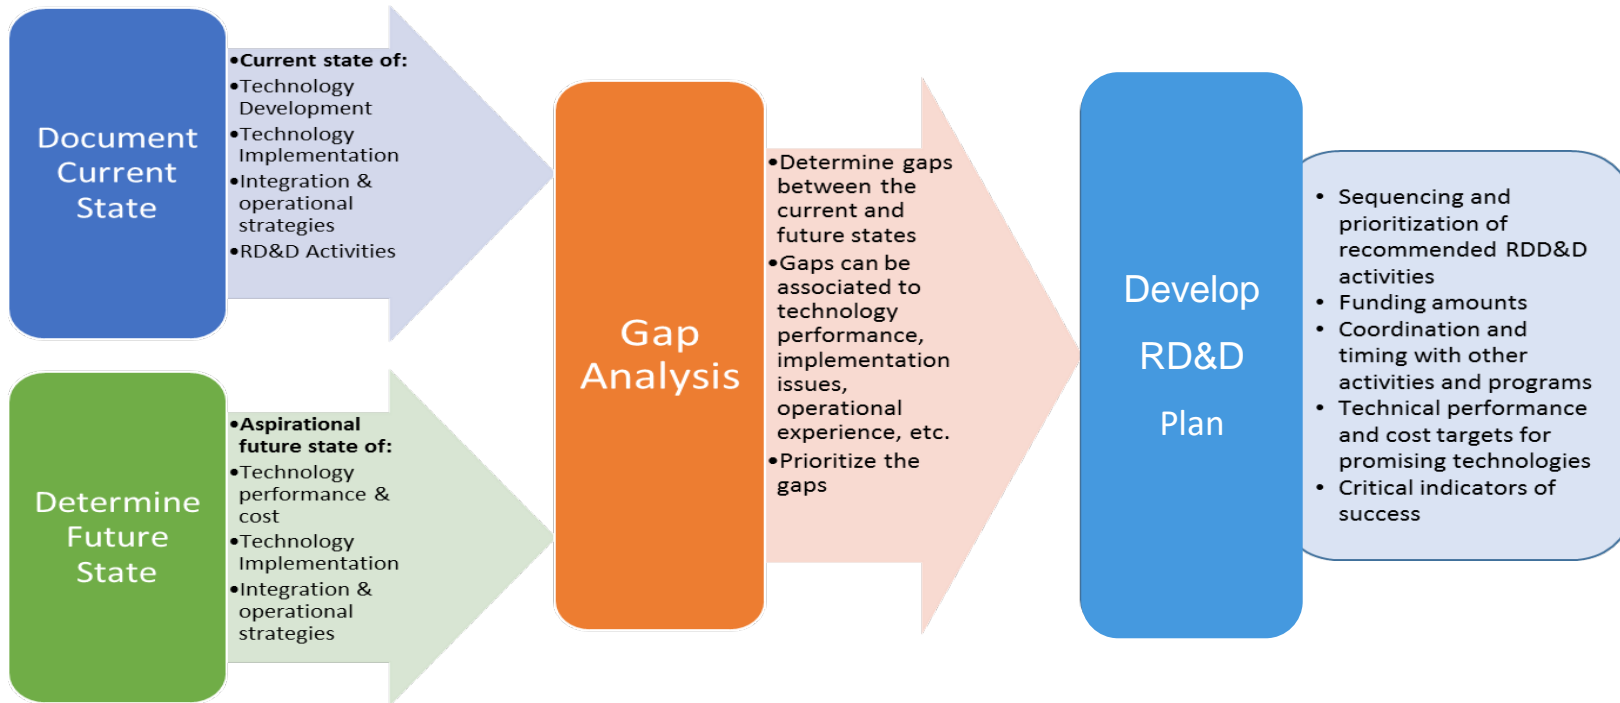 Document
Current
State
•Current state of:
•Technology
Development
•Technology
Implementation
•Integration &
operational
strategies
•RD&D Activities
Determine
Future
State
•Aspirational
future state of:
•Technology
performance &
cost
•Technology
Implementation
•Integration &
operational
strategies
Gap
Analysis
•Determine gaps
between the
current and
future states
•Gaps can be
associated to
technology
performance,
implementation
issues,
operational
experience, etc.
•Prioritize the
gaps
Develop
RD&D
Plan
• Sequencing and
prioritization of
recommended RDD&D
activities
• Funding amounts
• Coordination and
timing with other
activities and programs
• Technical performance
and cost targets for
promising technologies
• Critical indicators of
success